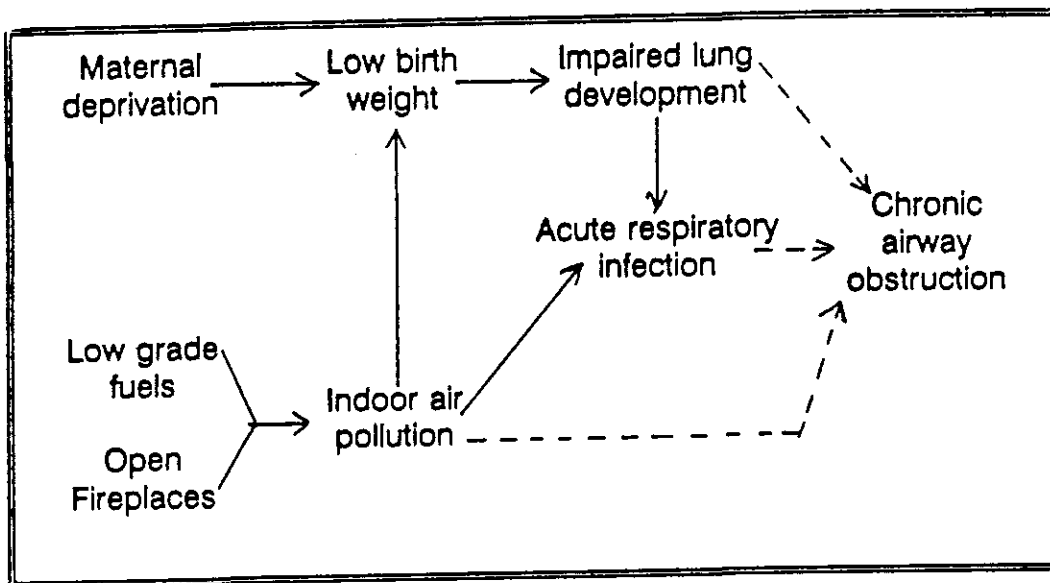 Maternal
deprivation
Low birth
weight
Impaired lung
development
Acute respiratory
infection
Chronic
airway
obstruction
Low grade
fuels
Indoor air
pollution
Open
Fireplaces